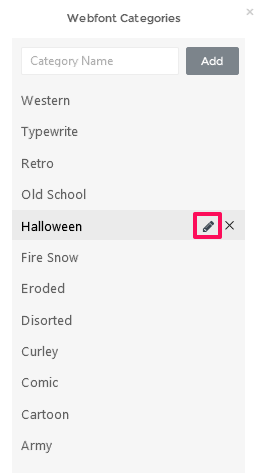 Webfont Categories
Category Name Add
Western
Typewrite
Retro
Old School
Halloween
Fire Snow
Eroded
Disorted
Curley
Comic
Cartoon
Army